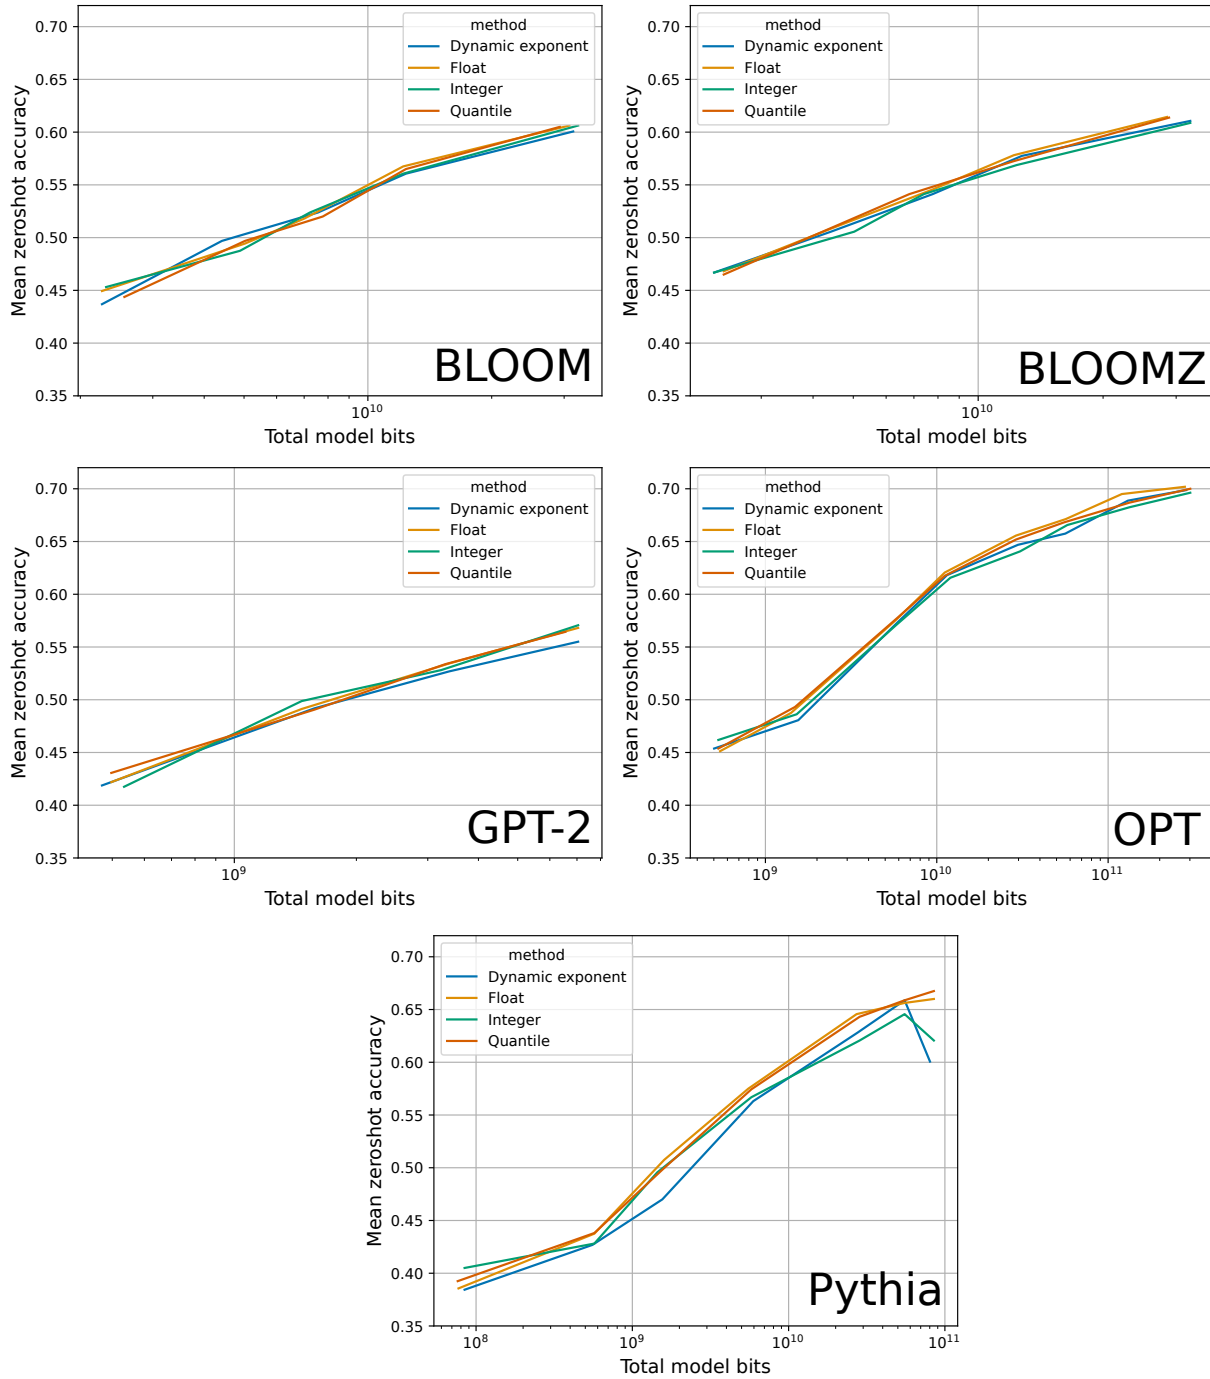 method
Dynamic exponent
Float
Integer
Quantile
0.70
0.65
0.60
0.55
0.50
0.45
0.40
0.35
Mean zeroshot accuracy
10^10
Total model bits
BLOOM
method
Dynamic exponent
Float
Integer
Quantile
0.70
0.65
0.60
0.55
0.50
0.45
0.40
0.35
Mean zeroshot accuracy
10^10
Total model bits
BLOOMZ
method
Dynamic exponent
Float
Integer
Quantile
0.70
0.65
0.60
0.55
0.50
0.45
0.40
0.35
Mean zeroshot accuracy
10^9
Total model bits
GPT-2
method
Dynamic exponent
Float
Integer
Quantile
0.70
0.65
0.60
0.55
0.50
0.45
0.40
0.35
Mean zeroshot accuracy
10^9 10^10 10^11
Total model bits
OPT
method
Dynamic exponent
Float
Integer
Quantile
0.70
0.65
0.60
0.55
0.50
0.45
0.40
0.35
Mean zeroshot accuracy
10^8 10^9 10^10 10^11
Total model bits
Pythia